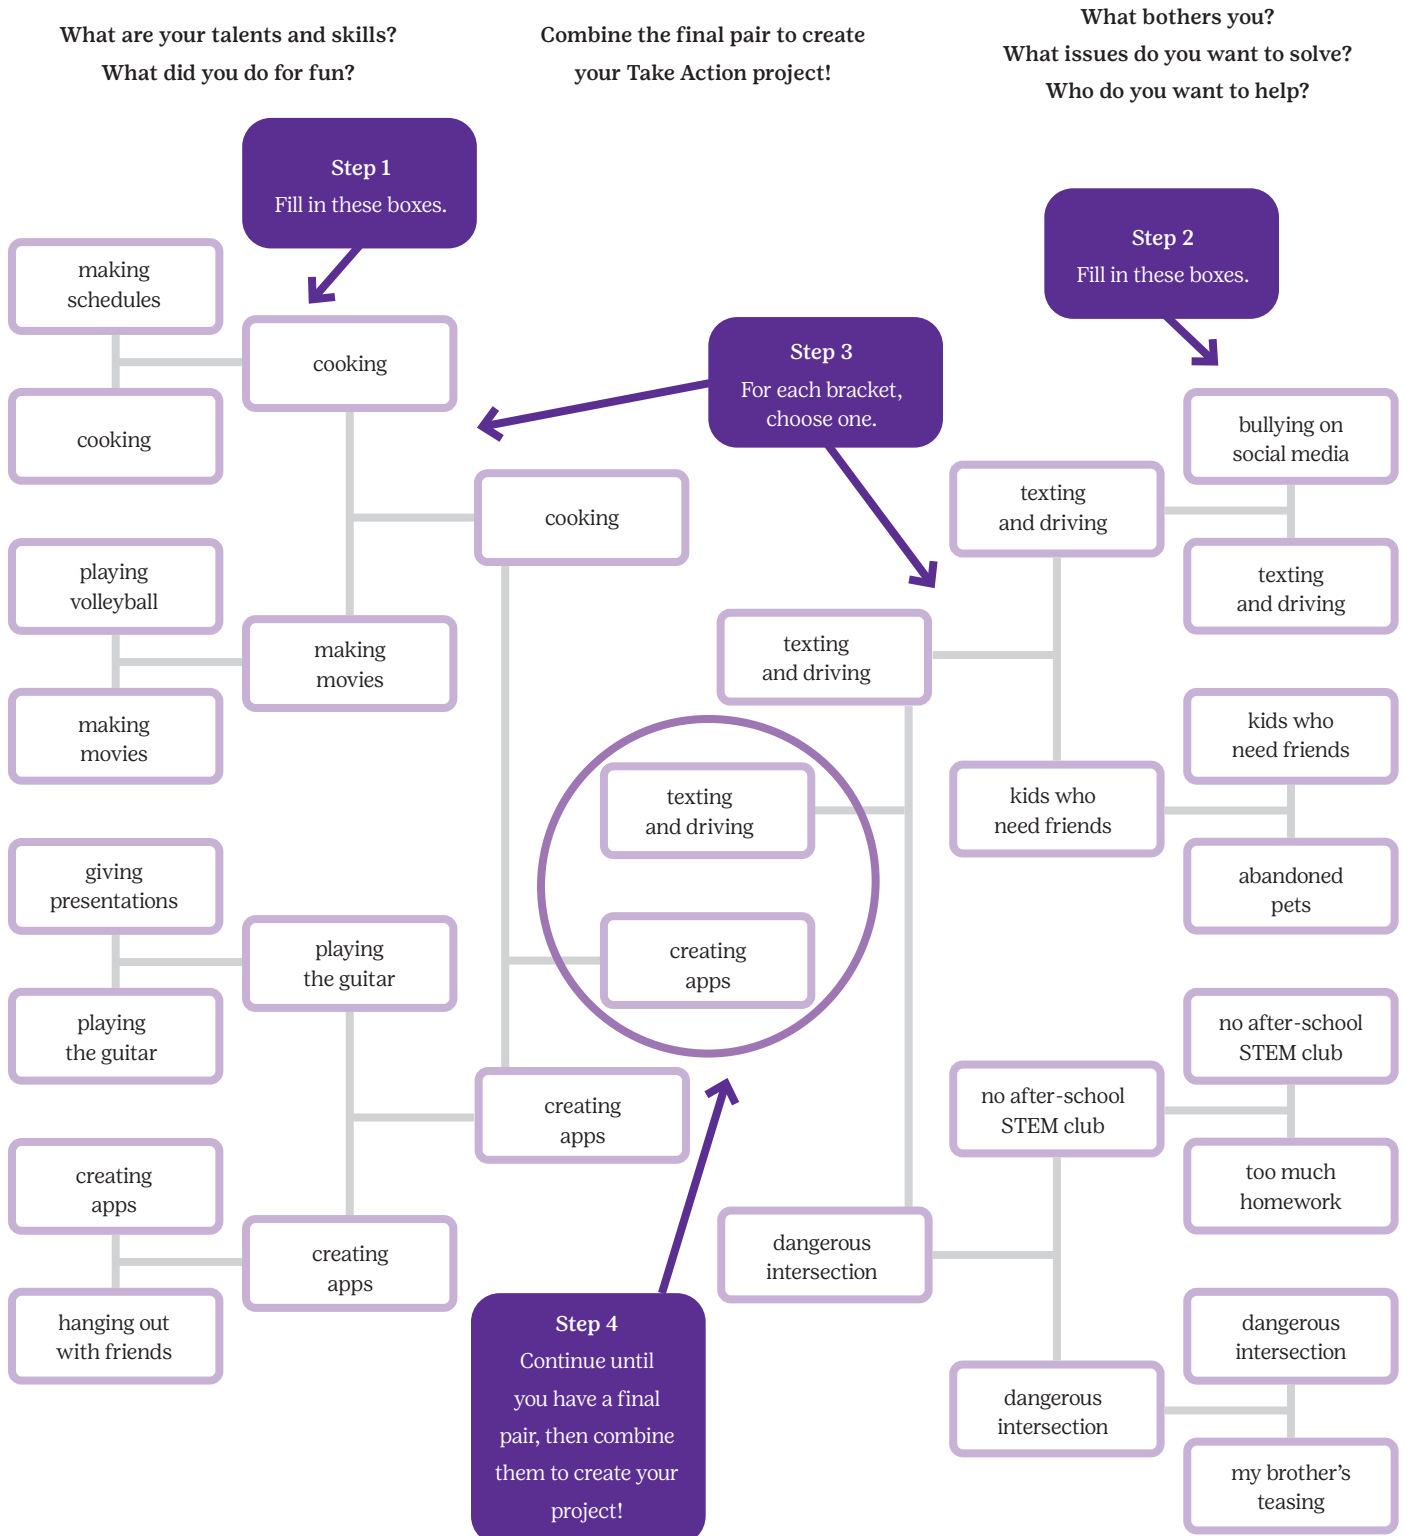 What are your talents and skills?
What did you do for fun?
Combine the final pair to create
your Take Action project!
What bothers you?
What issues do you want to solve?
Who do you want to help?
Step 1
Fill in these boxes.
Step 2
Fill in these boxes.
Step 3
For each bracket,
choose one.
making
schedules
cooking
cooking
playing
volleyball
making
movies
making
movies
cooking
giving
presentations
playing
the guitar
playing
the guitar
creating
apps
hanging out
with friends
creating
apps
creating
apps
texting
and driving
creating
apps
texting
and driving
dangerous
intersection
texting
and driving
bullying on
social media
texting
and driving
kids who
need friends
kids who
need friends
abandoned
pets
no after-school
STEM club
no after-school
STEM club
too much
homework
dangerous
intersection
dangerous
intersection
my brother’s
teasing
Step 4
Continue until
you have a final
pair, then combine
them to create your
project!